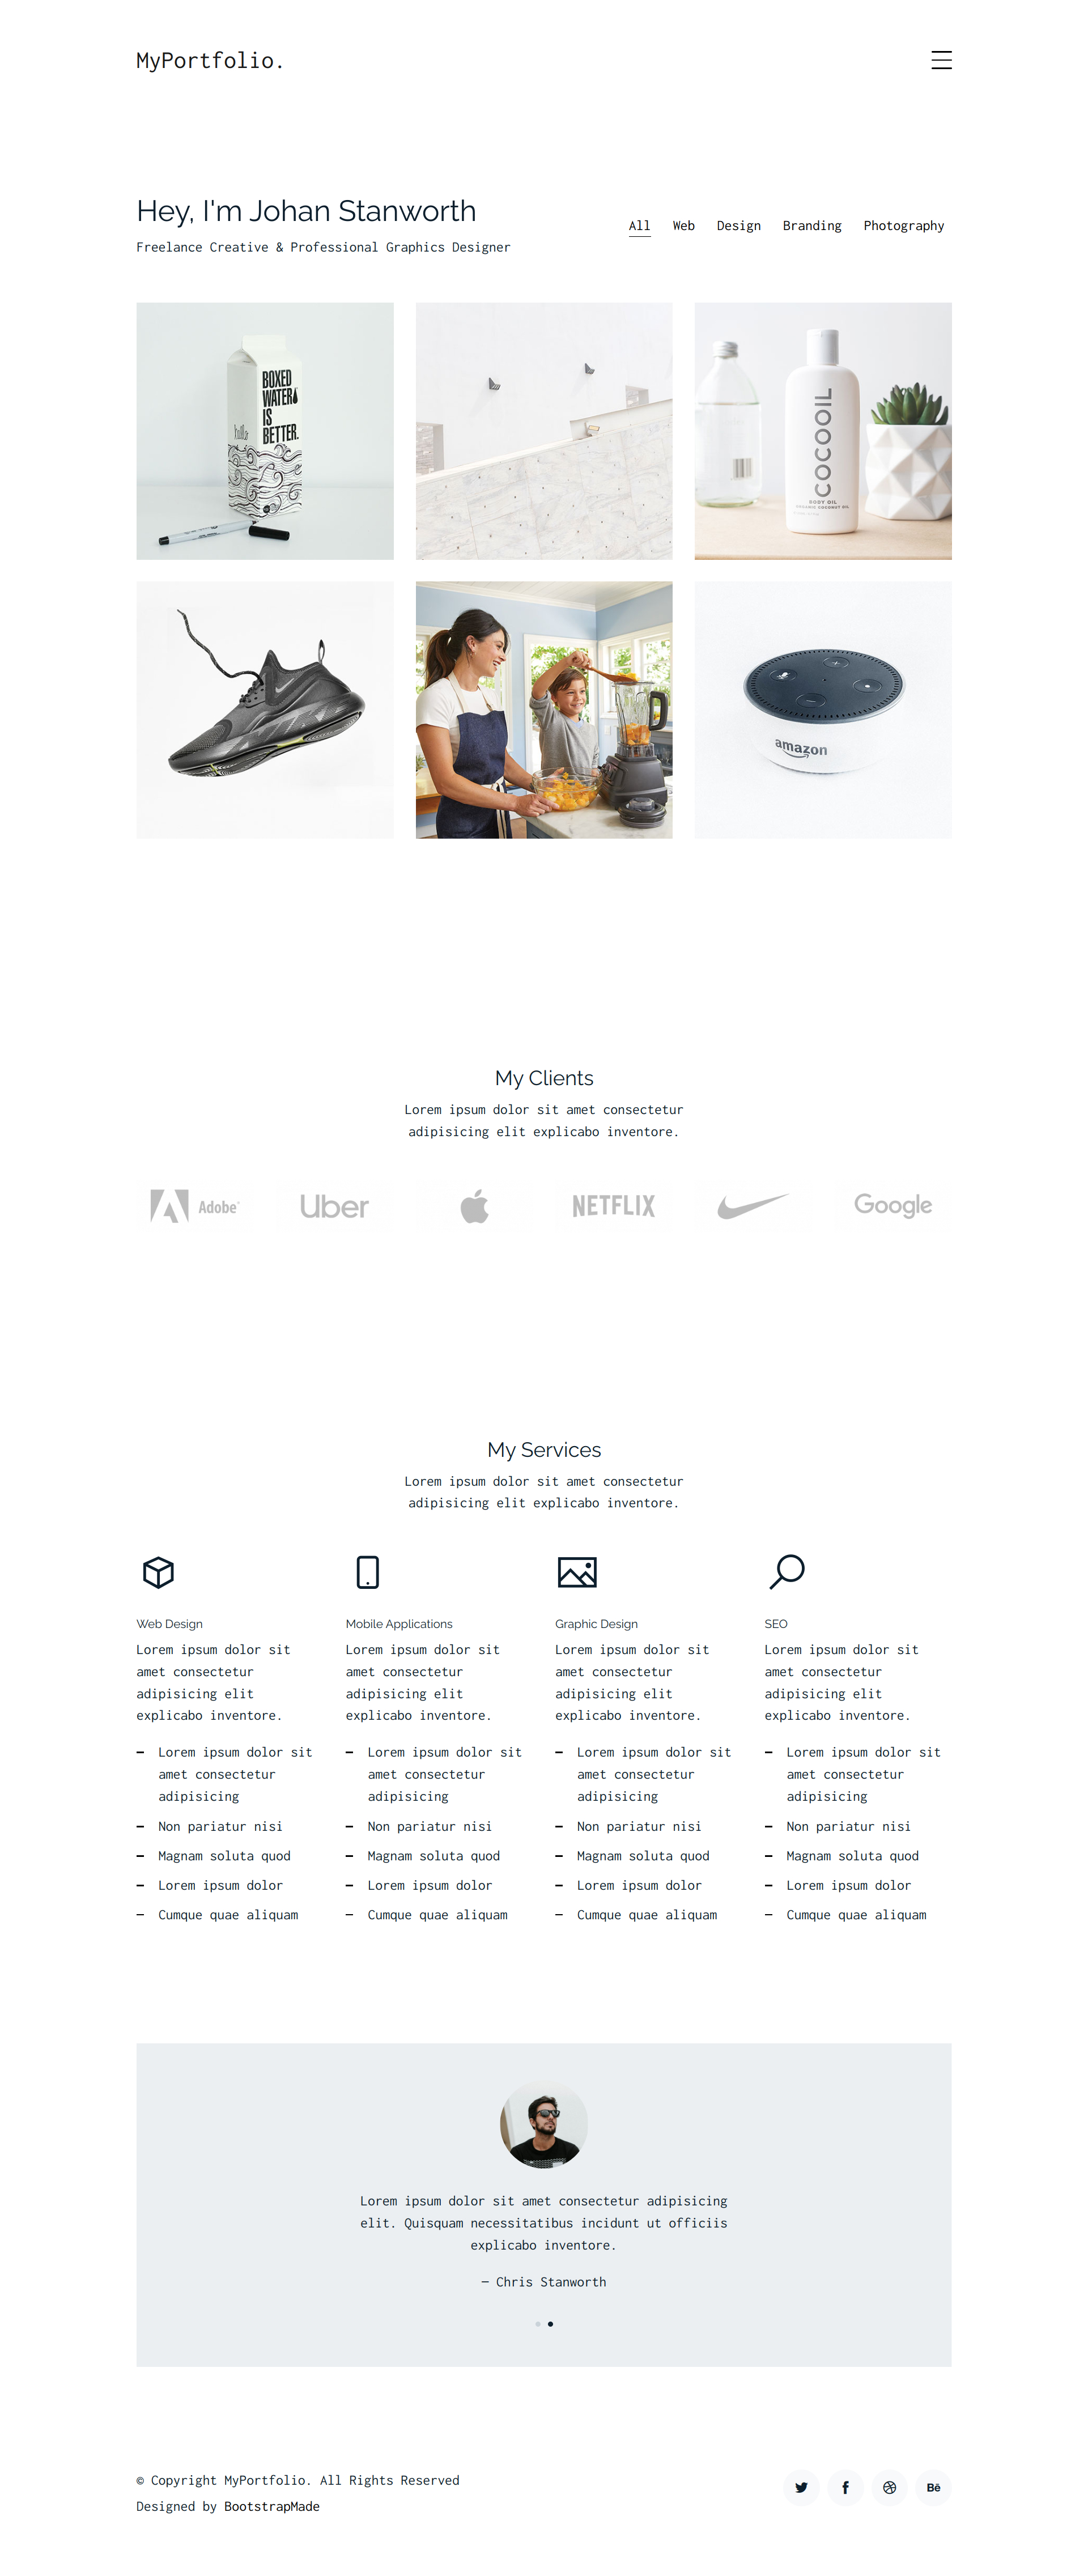 MyPortfolio.
Hey, I'm Johan Stanworth
Freelance Creative & Professional Graphics Designer
All Web Design Branding Photography
BOXED
WATER
IS
BETTER.
COCOOIL
BODY OIL
ORGANIC COCONUT OIL
amazon
My Clients
Lorem ipsum dolor sit amet consectetur
adipisicing elit explicabo inventore.
Adobe Uber NETFLIX Google
My Services
Lorem ipsum dolor sit amet consectetur
adipisicing elit explicabo inventore.
Web Design
Lorem ipsum dolor sit
amet consectetur
adipisicing elit
explicabo inventore.
Lorem ipsum dolor sit
amet consectetur
adipisicing
Non pariatur nisi
Magnam soluta quod
Lorem ipsum dolor
Cumque quae aliquam
Mobile Applications
Lorem ipsum dolor sit
amet consectetur
adipisicing elit
explicabo inventore.
Lorem ipsum dolor sit
amet consectetur
adipisicing
Non pariatur nisi
Magnam soluta quod
Lorem ipsum dolor
Cumque quae aliquam
Graphic Design
Lorem ipsum dolor sit
amet consectetur
adipisicing elit
explicabo inventore.
Lorem ipsum dolor sit
amet consectetur
adipisicing
Non pariatur nisi
Magnam soluta quod
Lorem ipsum dolor
Cumque quae aliquam
SEO
Lorem ipsum dolor sit
amet consectetur
adipisicing elit
explicabo inventore.
Lorem ipsum dolor sit
amet consectetur
adipisicing
Non pariatur nisi
Magnam soluta quod
Lorem ipsum dolor
Cumque quae aliquam
Lorem ipsum dolor sit amet consectetur adipisicing
elit. Quisquam necessitatibus incidunt ut officiis
explicabo inventore.
— Chris Stanworth
© Copyright MyPortfolio. All Rights Reserved
Designed by BootstrapMade
Bē